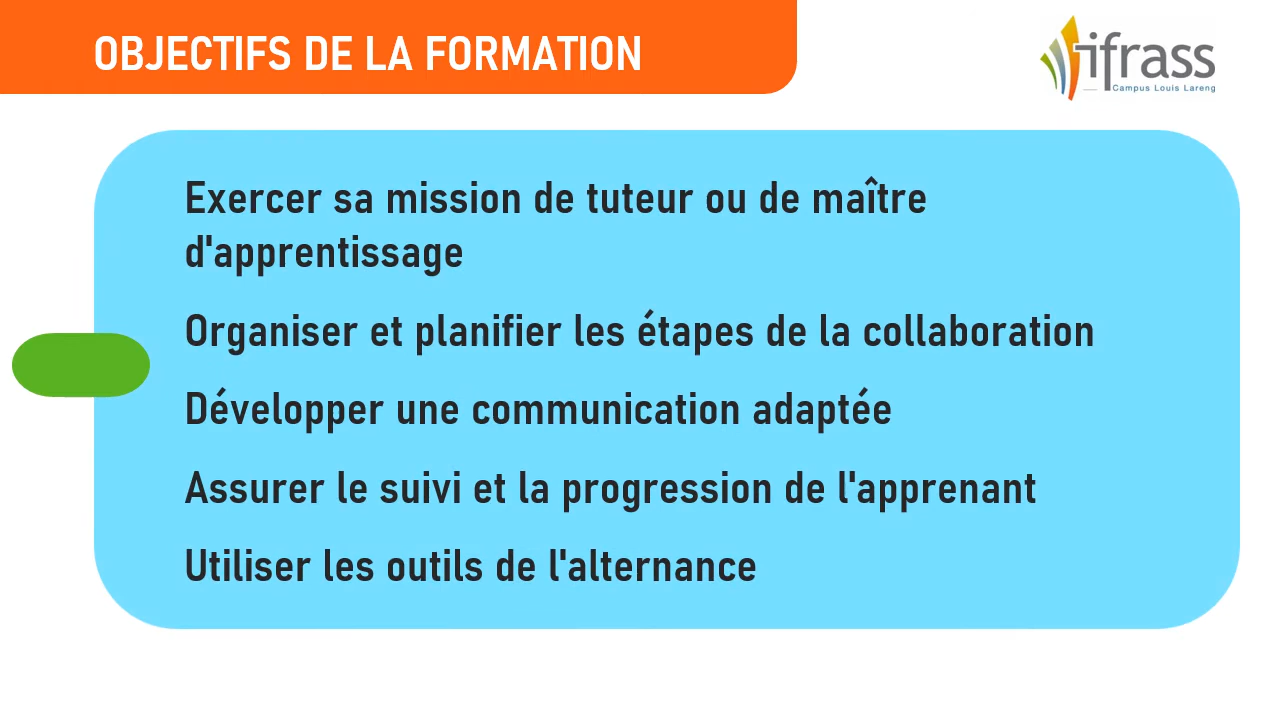 OBJECTIFS DE LA FORMATION
ifrass
Campus Louis Lareng
Exercer sa mission de tuteur ou de maître
d'apprentissage
Organiser et planifier les étapes de la collaboration
Développer une communication adaptée
Assurer le suivi et la progression de l'apprenant
Utiliser les outils de l'alternance